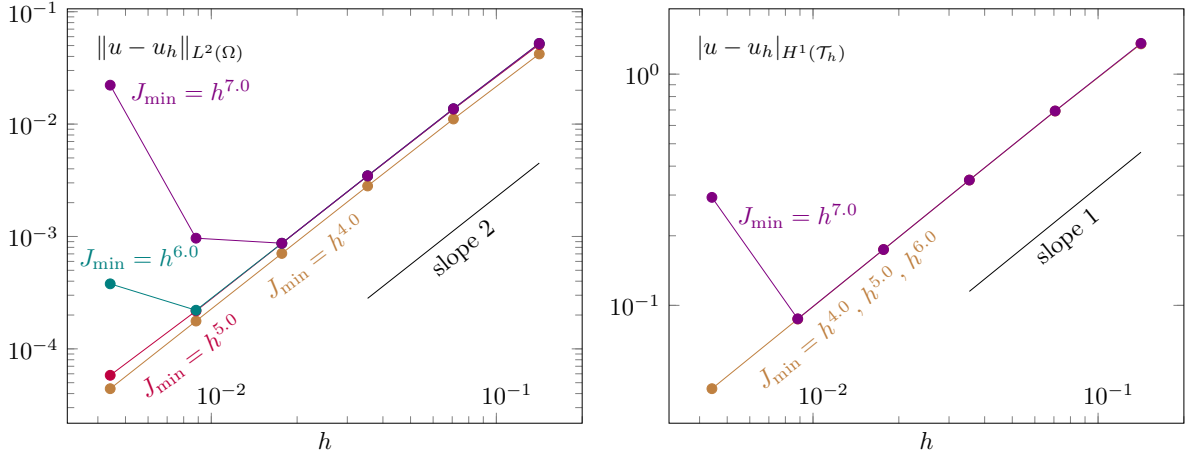 10^{-1}
10^{-2}
10^{-3}
10^{-4}
‖u − u_h‖_{L^2(Ω)}
J_min = h^{7.0}
J_min = h^{6.0}
J_min = h^{4.0}
J_min = h^{5.0}
slope 2
10^{-2}
10^{-1}
h
10^0
10^{-1}
|u − u_h|_{H^1(𝒯_h)}
J_min = h^{7.0}
J_min = h^{4.0}, h^{5.0}, h^{6.0}
slope 1
10^{-2}
10^{-1}
h